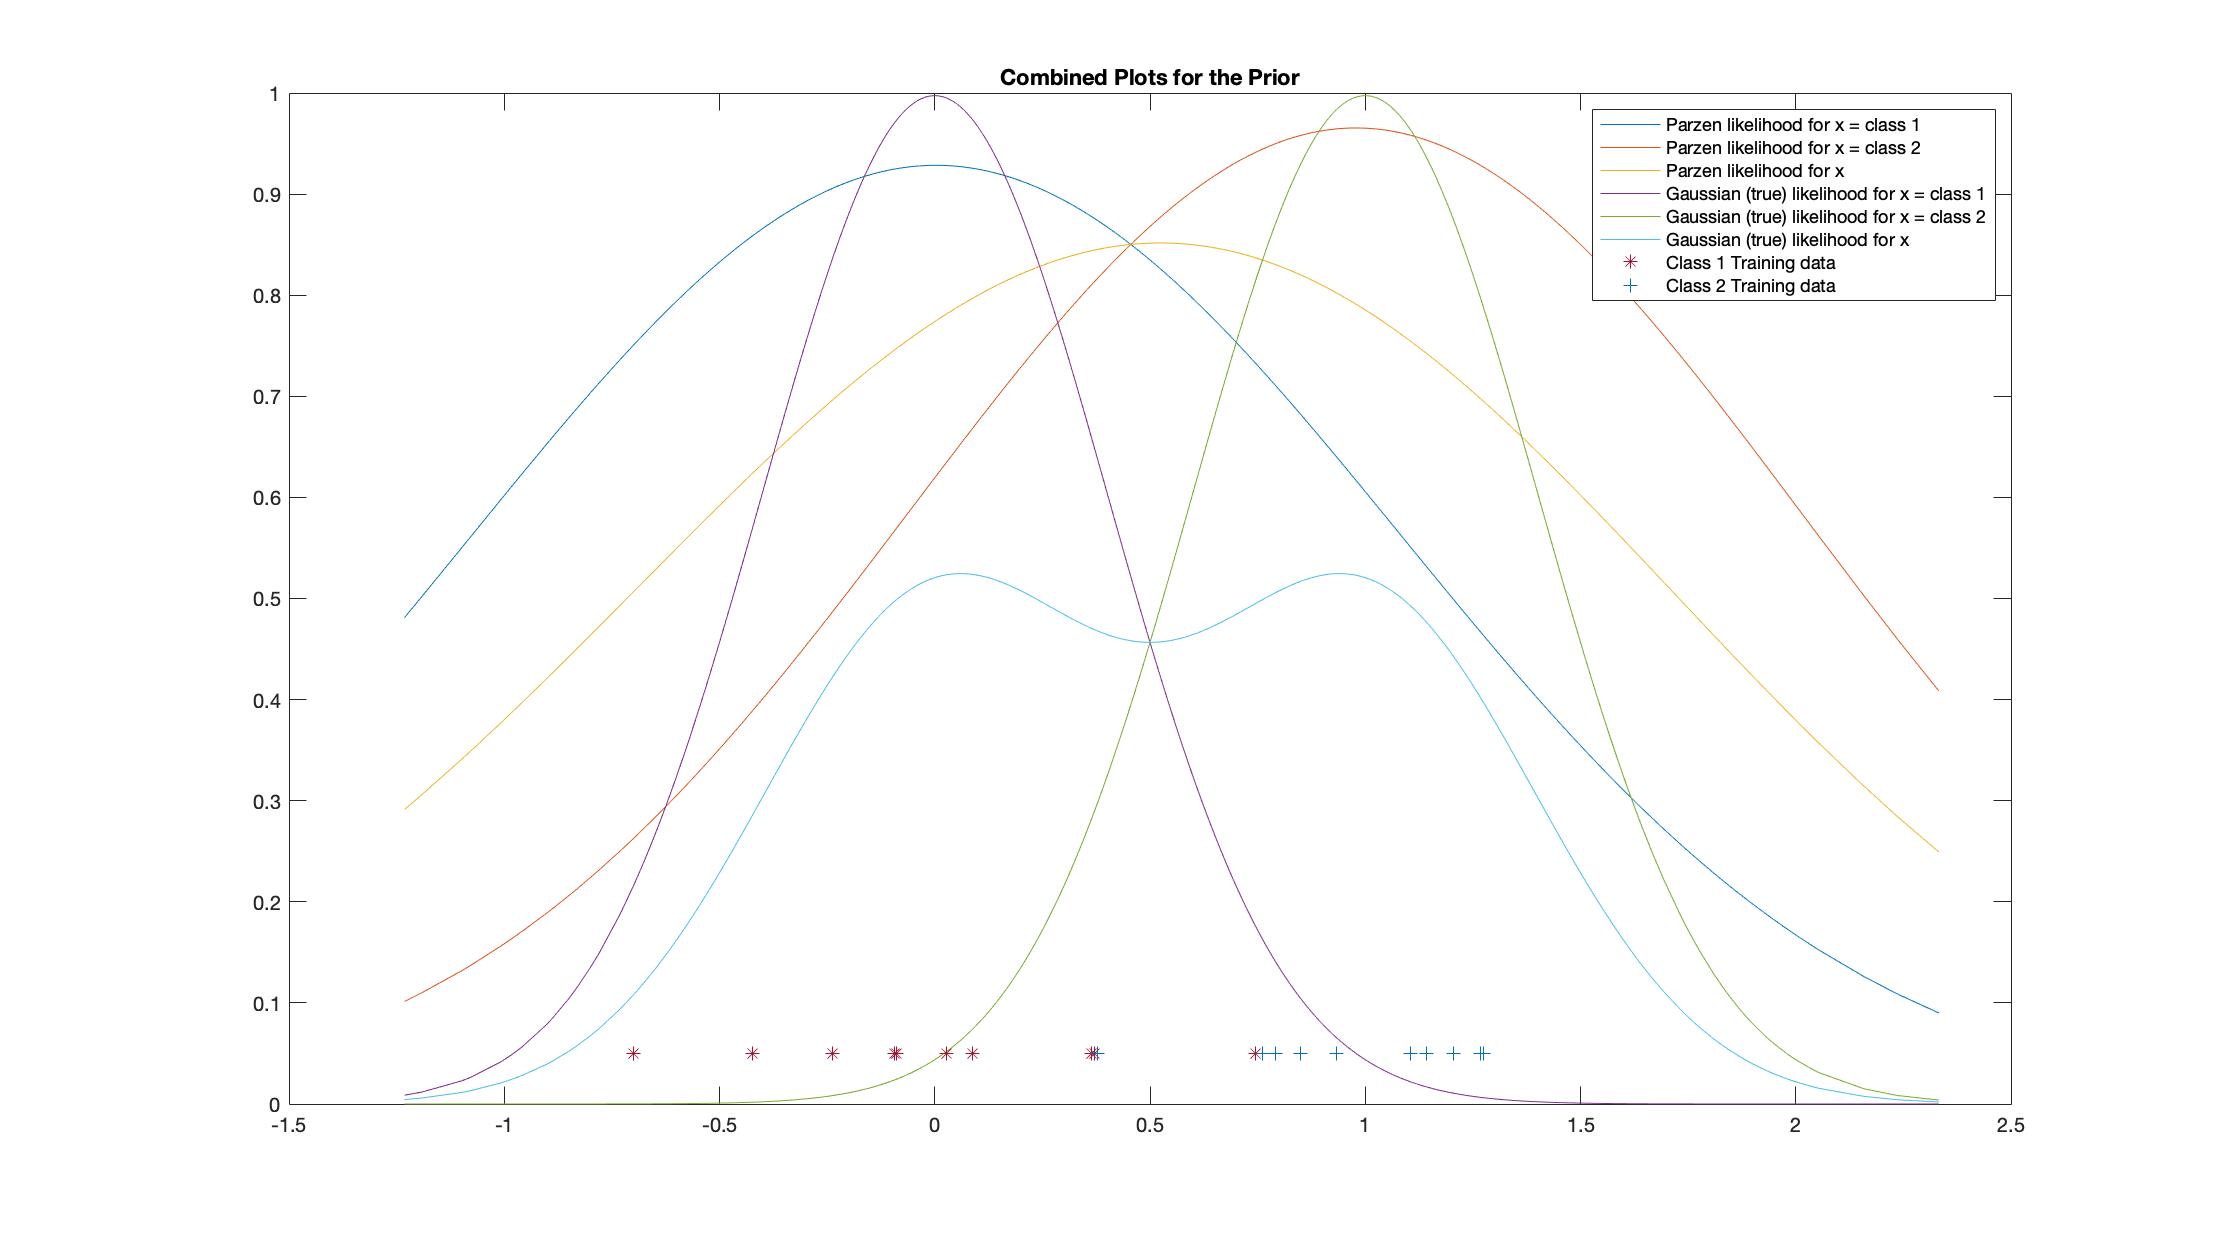 Combined Plots for the Prior
1
0.9
0.8
0.7
0.6
0.5
0.4
0.3
0.2
0.1
0
-1.5
-1
-0.5
0
0.5
1
1.5
2
2.5
Parzen likelihood for x = class 1
Parzen likelihood for x = class 2
Parzen likelihood for x
Gaussian (true) likelihood for x = class 1
Gaussian (true) likelihood for x = class 2
Gaussian (true) likelihood for x
Class 1 Training data
Class 2 Training data